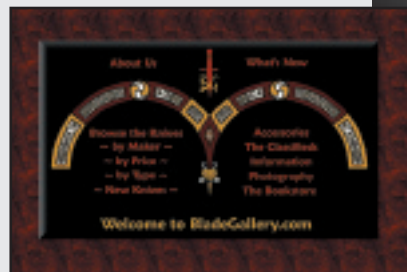 About Us
What's New
Browse the Knives
~ by Maker ~
~ by Price ~
~ by Type ~
~ New Knives ~
Accessories
The Classifieds
Information
Photography
The Bookstore
Welcome to BladeGallery.com